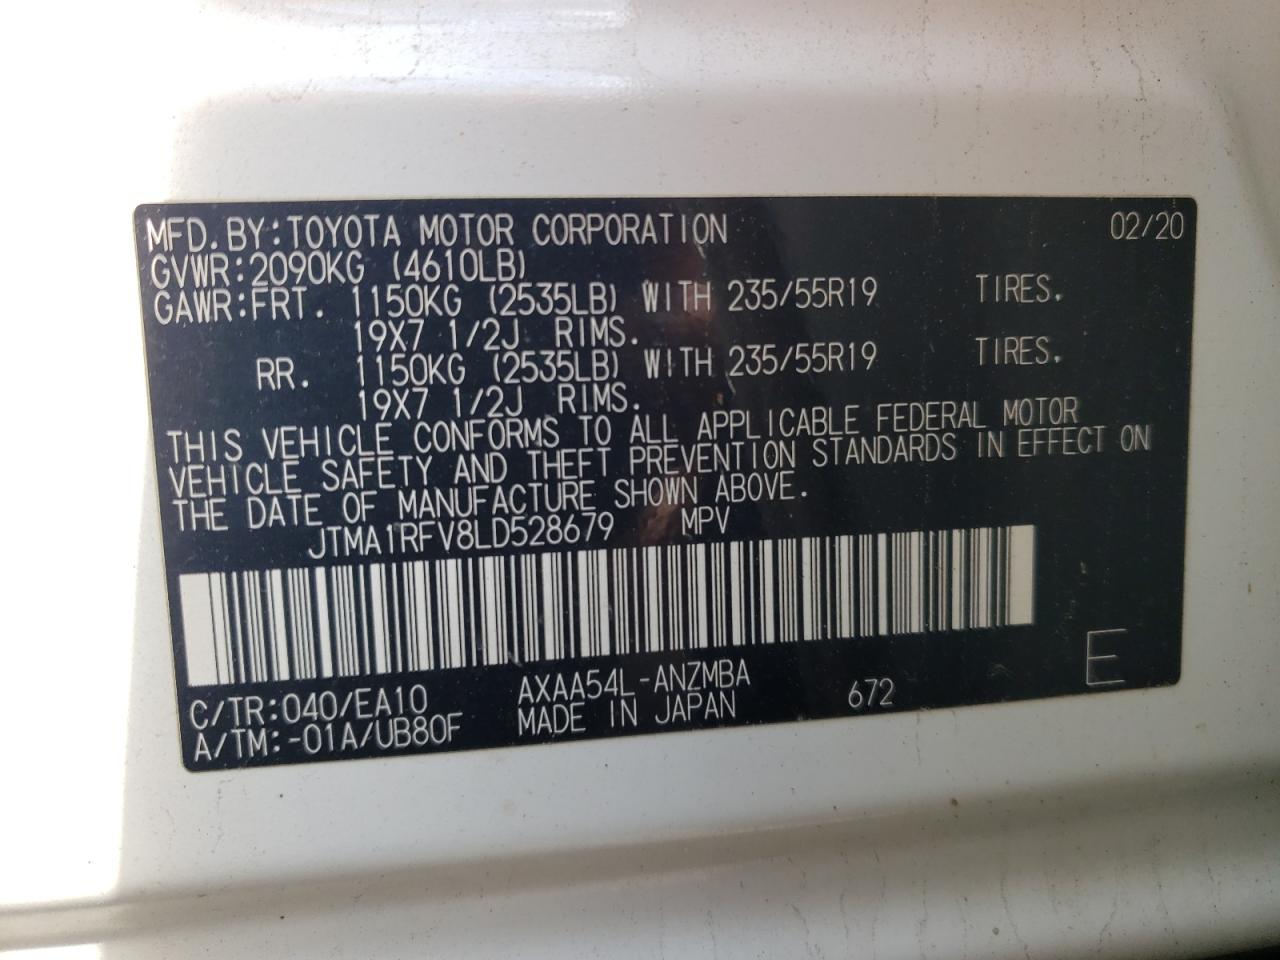 MFD.BY:TOYOTA MOTOR CORPORATION 02/20
GVWR:2090KG (4610LB)
GAWR:FRT. 1150KG (2535LB) WITH 235/55R19 TIRES.
19X7 1/2J RIMS.
RR. 1150KG (2535LB) WITH 235/55R19 TIRES.
19X7 1/2J RIMS.
THIS VEHICLE CONFORMS TO ALL APPLICABLE FEDERAL MOTOR
VEHICLE SAFETY AND THEFT PREVENTION STANDARDS IN EFFECT ON
THE DATE OF MANUFACTURE SHOWN ABOVE.
JTMA1RFV8LD528679 MPV
C/TR:040/EA10 AXAA54L-ANZMBA 672 E
A/TM:-01A/UB80F MADE IN JAPAN